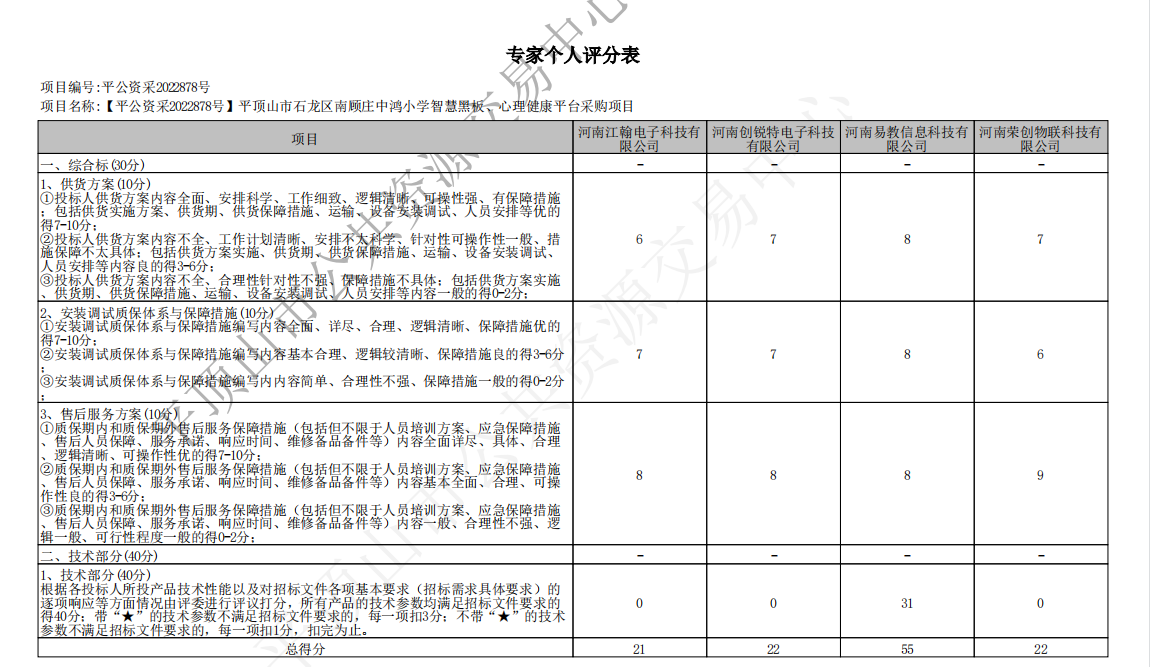 专家个人评分表
项目编号:平公资采2022878号
项目名称:【平公资采2022878号】平顶山市石龙区南顾庄中鸿小学智慧黑板、心理健康平台采购项目
项目 河南江翰电子科技有限公司 河南创锐特电子科技有限公司 河南易教信息科技有限公司 河南荣创物联科技有限公司
一、综合标(30分) - - - -
1、供货方案(10分)
①投标人供货方案内容全面、安排科学、工作细致、逻辑清晰、可操性强、有保障措施
；包括供货实施方案、供货期、供货保障措施、运输、设备安装调试、人员安排等优的
得7-10分；
②投标人供货方案内容不全、工作计划清晰、安排不太科学、针对性可操作性一般、措
施保障不太具体；包括供货方案实施、供货期、供货保障措施、运输、设备安装调试、
人员安排等内容良的得3-6分；
③投标人供货方案内容不全、合理性针对性不强、保障措施不具体；包括供货方案实施
、供货期、供货保障措施、运输、设备安装调试、人员安排等内容一般的得0-2分；
6 7 8 7
2、安装调试质保体系与保障措施(10分)
①安装调试质保体系与保障措施编写内容全面、详尽、合理、逻辑清晰、保障措施优的
得7-10分；
②安装调试质保体系与保障措施编写内容基本合理、逻辑较清晰、保障措施良的得3-6分
；
③安装调试质保体系与保障措施编写内内容简单、合理性不强、保障措施一般的得0-2分
；
7 7 8 6
3、售后服务方案(10分)
①质保期内和质保期外售后服务保障措施（包括但不限于人员培训方案、应急保障措施
、售后人员保障、服务承诺、响应时间、维修备品备件等）内容全面详尽、具体、合理
、逻辑清晰、可操作性优的得7-10分；
②质保期内和质保期外售后服务保障措施（包括但不限于人员培训方案、应急保障措施
、售后人员保障、服务承诺、响应时间、维修备品备件等）内容基本全面、合理、可操
作性良的得3-6分；
③质保期内和质保期外售后服务保障措施（包括但不限于人员培训方案、应急保障措施
、售后人员保障、服务承诺、响应时间、维修备品备件等）内容一般、合理性不强、逻
辑一般、可行性程度一般的得0-2分；
8 8 8 9
二、技术部分(40分) - - - -
1、技术部分(40分)
根据各投标人所投产品技术性能以及对招标文件各项基本要求（招标需求具体要求）的
逐项响应等方面情况由评委进行评议打分，所有产品的技术参数均满足招标文件要求的
得40分；带“★”的技术参数不满足招标文件要求的，每一项扣3分；不带“★”的技术
参数不满足招标文件要求的，每一项扣1分，扣完为止。
0 0 31 0
总得分 21 22 55 22
平顶山市公共资源交易中心
平顶山市公共资源交易中心